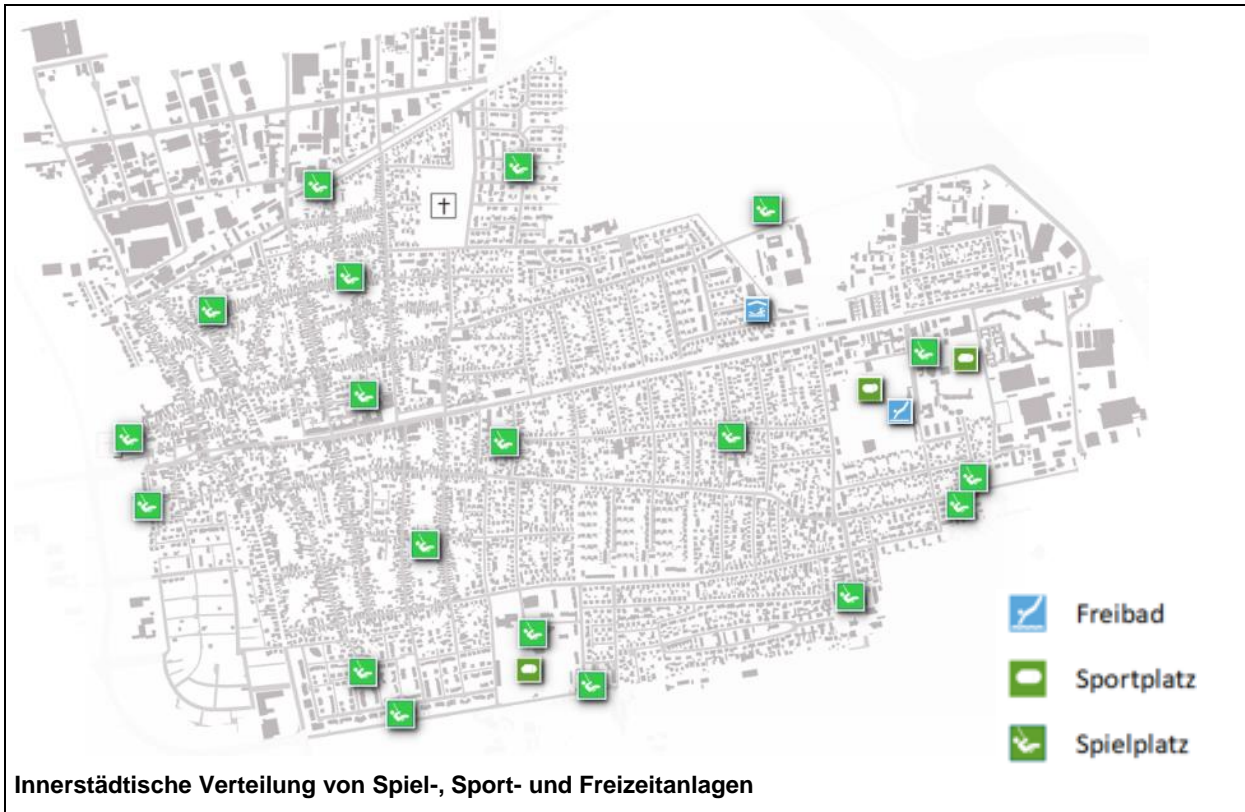 Freibad
Sportplatz
Spielplatz
Innerstädtische Verteilung von Spiel-, Sport- und Freizeitanlagen